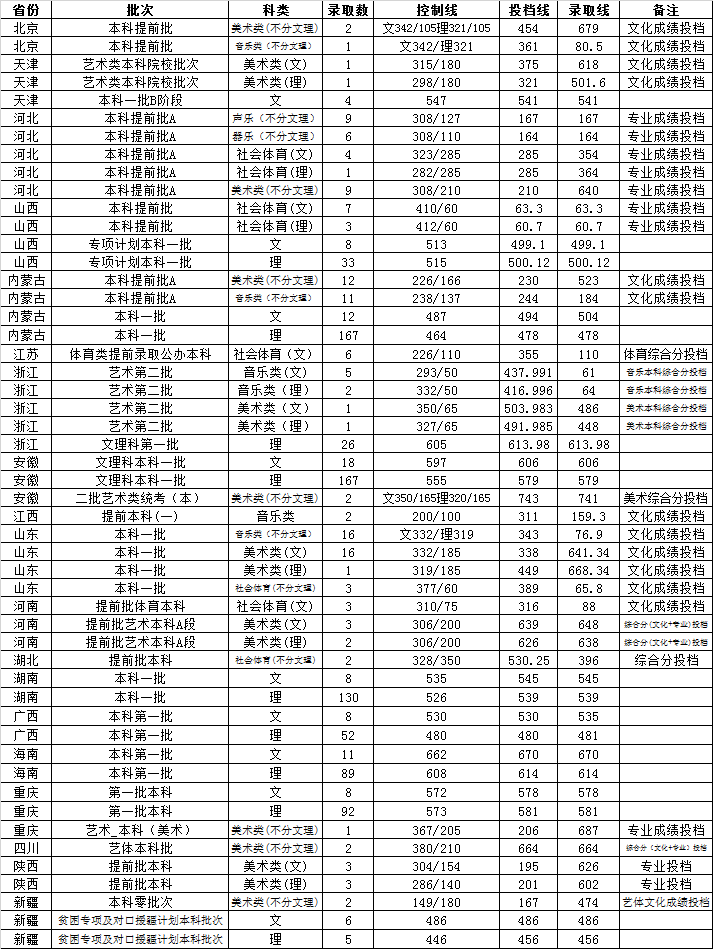 省份 批次 科类 录取数 控制线 投档线 录取线 备注
北京 本科提前批 美术类(不分文理) 2 文342/105理321/105 454 679 文化成绩投档
北京 本科提前批 音乐类(不分文理) 1 文342/理321 361 80.5 文化成绩投档
天津 艺术类本科院校批次 美术类(文) 1 315/180 375 618 文化成绩投档
天津 艺术类本科院校批次 美术类(理) 1 298/180 321 501.6 文化成绩投档
天津 本科一批B阶段 文 4 547 541 541
河北 本科提前批A 声乐（不分文理） 9 308/127 167 167 专业成绩投档
河北 本科提前批A 器乐（不分文理） 6 308/110 164 164 专业成绩投档
河北 本科提前批A 社会体育(文) 4 323/285 285 354 专业成绩投档
河北 本科提前批A 社会体育(理) 1 282/285 285 364 专业成绩投档
河北 本科提前批A 美术类(不分文理) 9 308/210 210 640 专业成绩投档
山西 本科提前批 社会体育(文) 7 410/60 63.3 63.3 专业成绩投档
山西 本科提前批 社会体育(理) 3 412/60 60.7 60.7 专业成绩投档
山西 专项计划本科一批 文 8 513 499.1 499.1
山西 专项计划本科一批 理 33 515 500.12 500.12
内蒙古 本科提前批A 美术类(不分文理) 12 226/166 230 523 文化成绩投档
内蒙古 本科提前批A 音乐类（不分文理） 11 238/137 244 184 文化成绩投档
内蒙古 本科一批 文 12 487 494 504
内蒙古 本科一批 理 167 464 478 478
江苏 体育类提前录取公办本科 社会体育（文） 6 226/110 355 110 体育综合分投档
浙江 艺术第二批 音乐类(文) 5 293/50 437.991 61 音乐本科综合分投档
浙江 艺术第二批 音乐类（理） 2 332/50 416.996 64 音乐本科综合分投档
浙江 艺术第二批 美术类（文） 1 350/65 503.983 486 美术本科综合分投档
浙江 艺术第二批 美术类（理） 1 327/65 491.985 448 美术本科综合分投档
浙江 文理科第一批 理 26 605 613.98 613.98
安徽 文理科本科一批 文 18 597 606 606
安徽 文理科本科一批 理 167 555 579 579
安徽 二批艺术类统考（本） 美术类(不分文理) 2 文350/165理320/165 743 741 美术综合分投档
江西 提前本科(一) 音乐类 2 200/100 311 159.3 文化成绩投档
山东 本科一批 音乐类（不分文理） 16 文332/理319 343 76.9 文化成绩投档
山东 本科一批 美术类(文) 16 332/185 338 641.34 文化成绩投档
山东 本科一批 美术类(理) 1 319/185 449 668.34 文化成绩投档
山东 本科一批 社会体育(不分文理) 3 377/60 389 65.8 文化成绩投档
河南 提前批体育本科 社会体育(文) 3 310/75 316 88 文化成绩投档
河南 提前批艺术本科A段 美术类(文) 3 306/200 639 648 综合分(文化+专业)投档
河南 提前批艺术本科A段 美术类(理) 2 306/200 626 638 综合分(文化+专业)投档
湖北 提前批本科 社会体育(不分文理) 2 328/350 530.25 396 综合分投档
湖南 本科一批 文 8 535 545 545
湖南 本科一批 理 130 526 539 539
广西 本科第一批 文 8 530 530 535
广西 本科第一批 理 52 480 480 481
海南 本科第一批 文 11 662 670 670
海南 本科第一批 理 89 608 614 614
重庆 第一批本科 文 8 572 578 578
重庆 第一批本科 理 92 573 581 581
重庆 艺术_本科（美术） 美术类(不分文理) 1 367/205 206 687 专业成绩投档
四川 艺体本科批 美术类(不分文理) 2 380/210 664 664 综合分（文化+专业）投档
陕西 提前批本科 美术类(文) 3 304/154 195 626 专业投档
陕西 提前批本科 美术类(理) 3 286/140 201 602 专业投档
新疆 本科零批次 美术类(不分文理) 2 149/180 167 474 艺体文化成绩投档
新疆 贫困专项及对口援疆计划本科批次 文 6 486 486 486
新疆 贫困专项及对口援疆计划本科批次 理 5 446 456 456